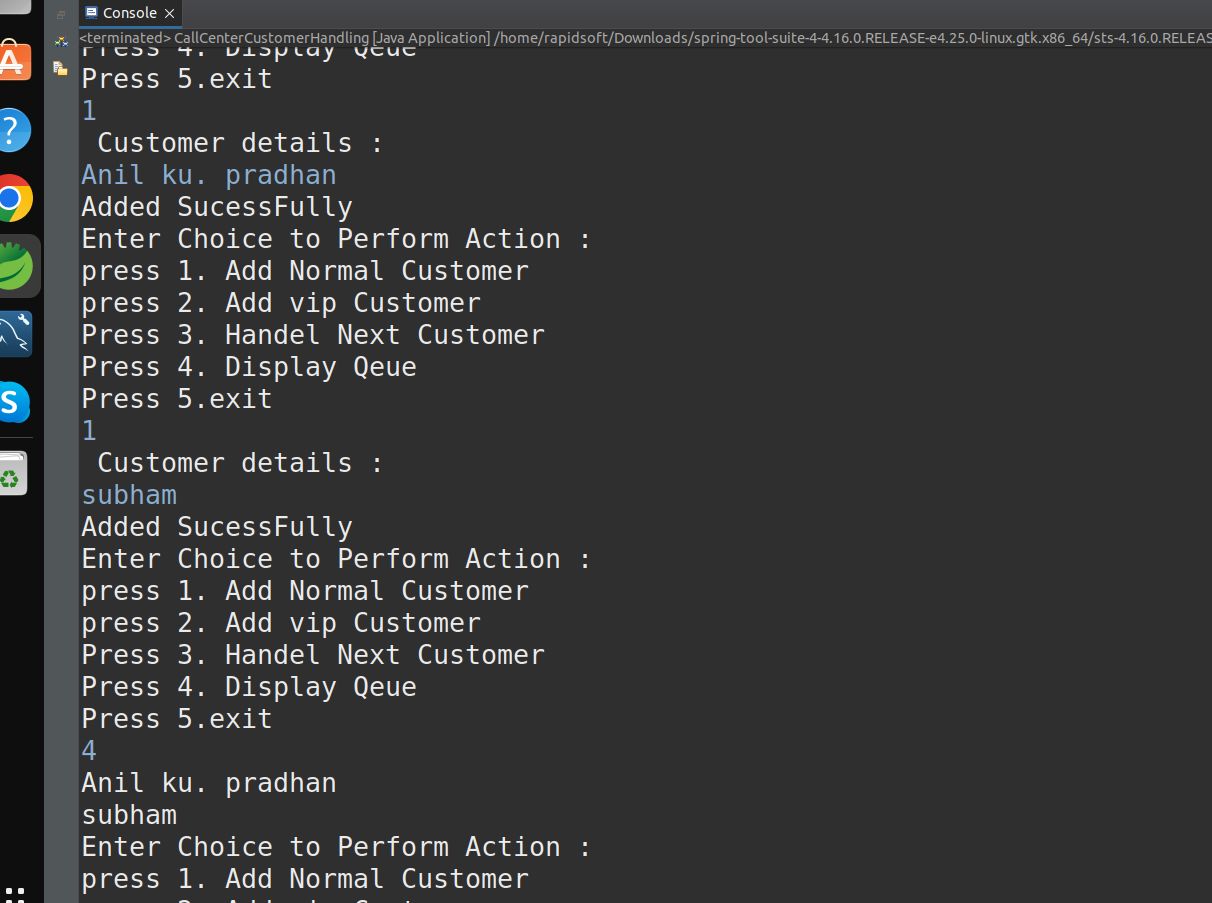 Console
<terminated> CallCenterCustomerHandling [Java Application] /home/rapidsoft/Downloads/spring-tool-suite-4-4.16.0.RELEASE-e4.25.0-linux.gtk.x86_64/sts-4.16.0.RELEAS
Press 4. Display Qeue
Press 5.exit
1
Customer details :
Anil ku. pradhan
Added SucessFully
Enter Choice to Perform Action :
press 1. Add Normal Customer
press 2. Add vip Customer
Press 3. Handel Next Customer
Press 4. Display Qeue
Press 5.exit
1
Customer details :
subham
Added SucessFully
Enter Choice to Perform Action :
press 1. Add Normal Customer
press 2. Add vip Customer
Press 3. Handel Next Customer
Press 4. Display Qeue
Press 5.exit
4
Anil ku. pradhan
subham
Enter Choice to Perform Action :
press 1. Add Normal Customer